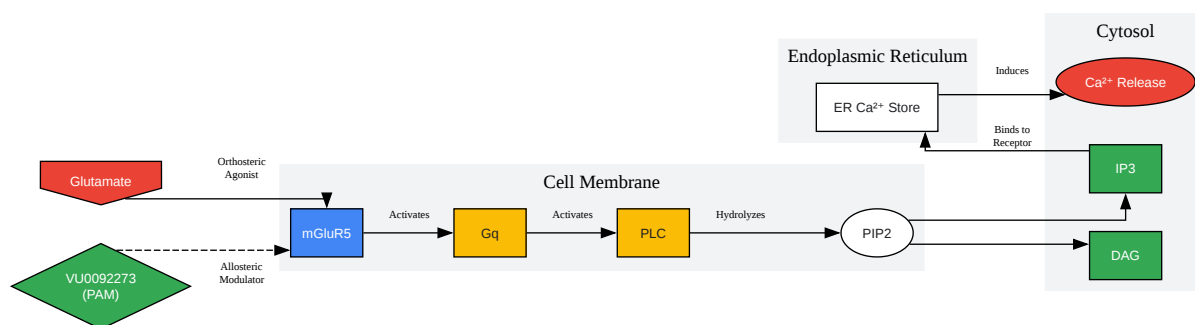 Cytosol
Endoplasmic Reticulum
Induces
Ca²⁺ Release
ER Ca²⁺ Store
Binds to
Receptor
Orthosteric
Agonist
Glutamate
Cell Membrane
IP3
mGluR5
Activates
Gq
Activates
PLC
Hydrolyzes
PIP2
DAG
Allosteric
Modulator
VU0092273
(PAM)